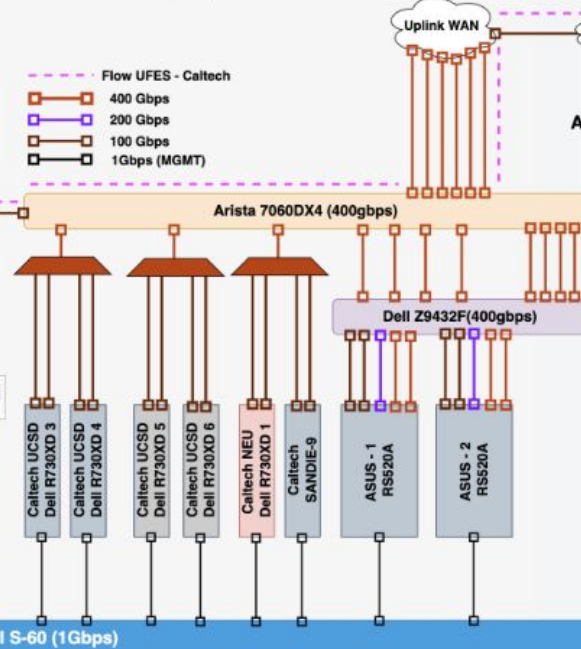 Uplink WAN
Flow UFES - Caltech
400 Gbps
200 Gbps
100 Gbps
1Gbps (MGMT)
A
Arista 7060DX4 (400gbps)
Dell Z9432F(400gbps)
Caltech UCSD
Dell R730XD 3
Caltech UCSD
Dell R730XD 4
Caltech UCSD
Dell R730XD 5
Caltech UCSD
Dell R730XD 6
Caltech NEU
Dell R730XD 1
Caltech
SANDIE-9
ASUS - 1
RS520A
ASUS - 2
RS520A
l S-60 (1Gbps)